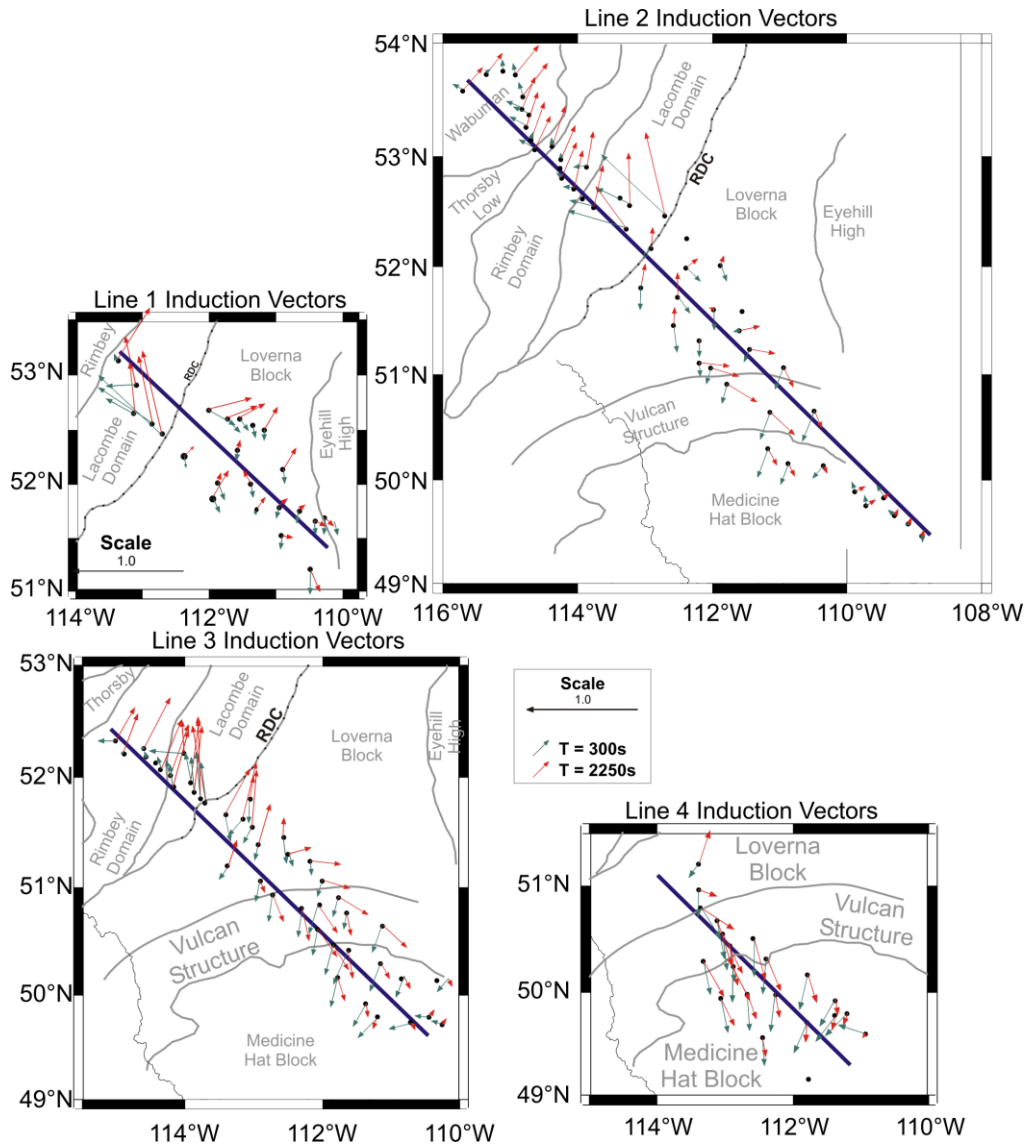 Line 2 Induction Vectors
54°N
53°N
52°N
51°N
50°N
49°N
116°W
114°W
112°W
110°W
108°W
Wabuman
Thorsby
Low
Rimbey
Domain
Lacombe
Domain
RDC
Loverna
Block
Eyehill
High
Vulcan
Structure
Medicine
Hat Block
Line 1 Induction Vectors
53°N
52°N
51°N
114°W
112°W
110°W
Rimbey
RDC
Loverna
Block
Eyehill
High
Lacombe
Domain
Scale
1.0
Line 3 Induction Vectors
53°N
52°N
51°N
50°N
49°N
114°W
112°W
110°W
Thorsby
Lacombe
Domain
RDC
Loverna
Block
Eyehill
High
Rimbey
Domain
Vulcan
Structure
Medicine
Hat Block
Scale
1.0
T = 300s
T = 2250s
Line 4 Induction Vectors
51°N
50°N
49°N
114°W
112°W
110°W
Loverna
Block
Vulcan
Structure
Medicine
Hat Block